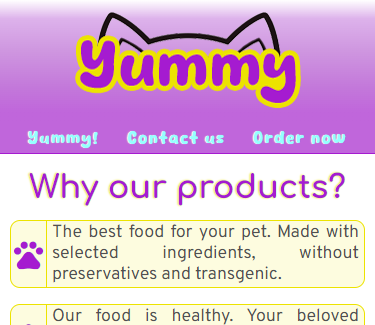 Yummy
Yummy! Contact us Order now
Why our products?
The best food for your pet. Made with
selected ingredients, without
preservatives and transgenic.
Our food is healthy. Your beloved